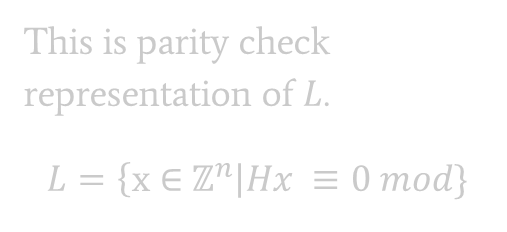 This is parity check
representation of L.
L = {x ∈ ℤⁿ|Hx ≡ 0 mod}